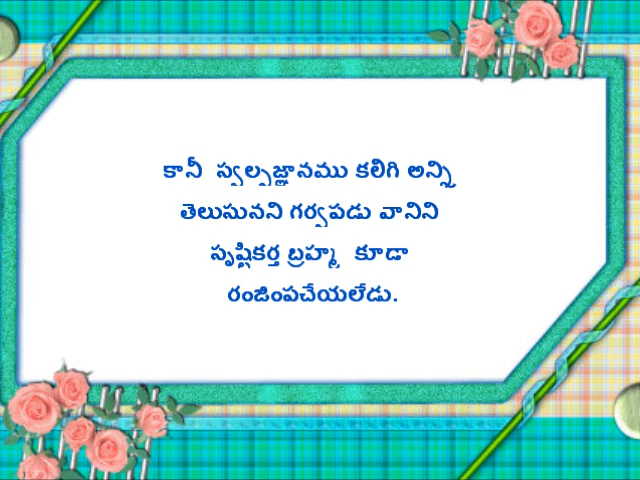 కానీ స్వల్పజ్ఞానము కలిగి అన్ని
తెలుసునని గర్వపడు వానిని
సృష్టికర్త బ్రహ్మ కూడా
రంజింపచేయలేడు.